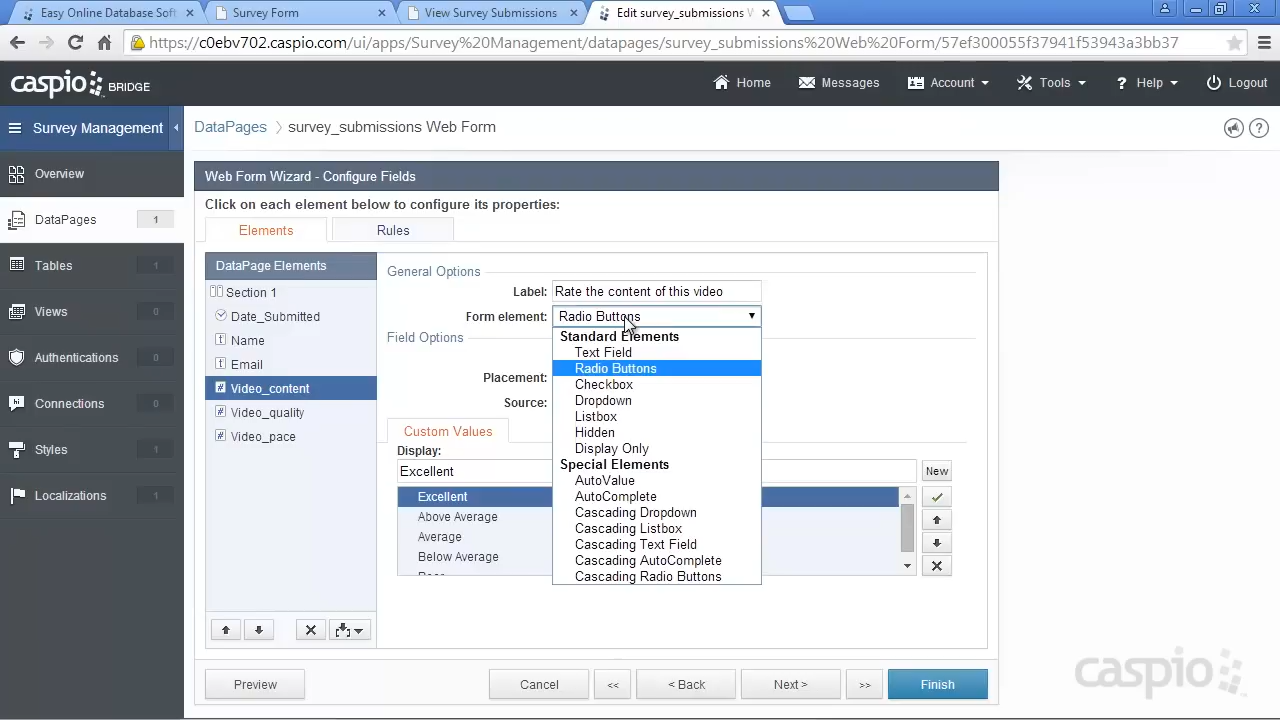 Easy Online Database Soft
Survey Form
View Survey Submissions
Edit survey_submissions W
https://c0ebv702.caspio.com/ui/apps/Survey%20Management/datapages/survey_submissions%20Web%20Form/57ef300055f37941f53943a3bb37
caspio BRIDGE
Home
Messages
Account
Tools
? Help
Logout
Survey Management
DataPages > survey_submissions Web Form
?
Overview
DataPages 1
Tables 1
Views 0
Authentications 0
Connections 0
Styles 1
Localizations 1
Web Form Wizard - Configure Fields
Click on each element below to configure its properties:
Elements
Rules
DataPage Elements
Section 1
Date_Submitted
Name
Email
Video_content
Video_quality
Video_pace
General Options
Label: Rate the content of this video
Form element: Radio Buttons
Field Options
Placement:
Source:
Standard Elements
Text Field
Radio Buttons
Checkbox
Dropdown
Listbox
Hidden
Display Only
Special Elements
AutoValue
AutoComplete
Cascading Dropdown
Cascading Listbox
Cascading Text Field
Cascading AutoComplete
Cascading Radio Buttons
Custom Values
Display:
Excellent
New
Excellent
Above Average
Average
Below Average
Preview
Cancel
<<
< Back
Next >
>>
Finish
caspio